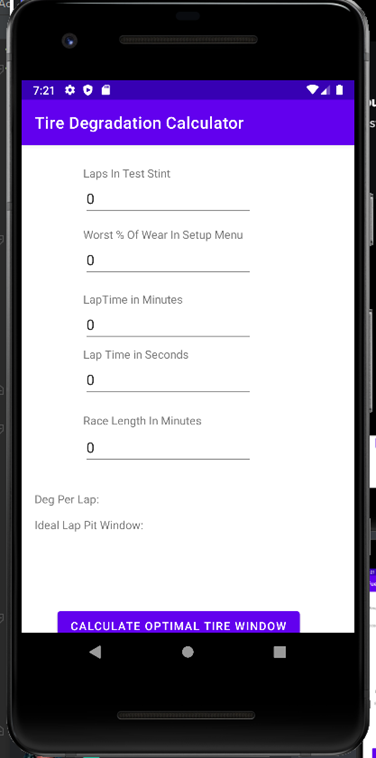 7:21
Tire Degradation Calculator
Laps In Test Stint
0
Worst % Of Wear In Setup Menu
0
LapTime in Minutes
0
Lap Time in Seconds
0
Race Length In Minutes
0
Deg Per Lap:
Ideal Lap Pit Window:
CALCULATE OPTIMAL TIRE WINDOW